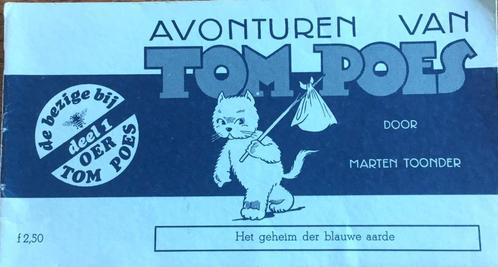 AVONTUREN VAN
TOM POES
de bezige bij
deel 1
OER
TOM POES
DOOR
MARTEN TOONDER
f 2,50
Het geheim der blauwe aarde